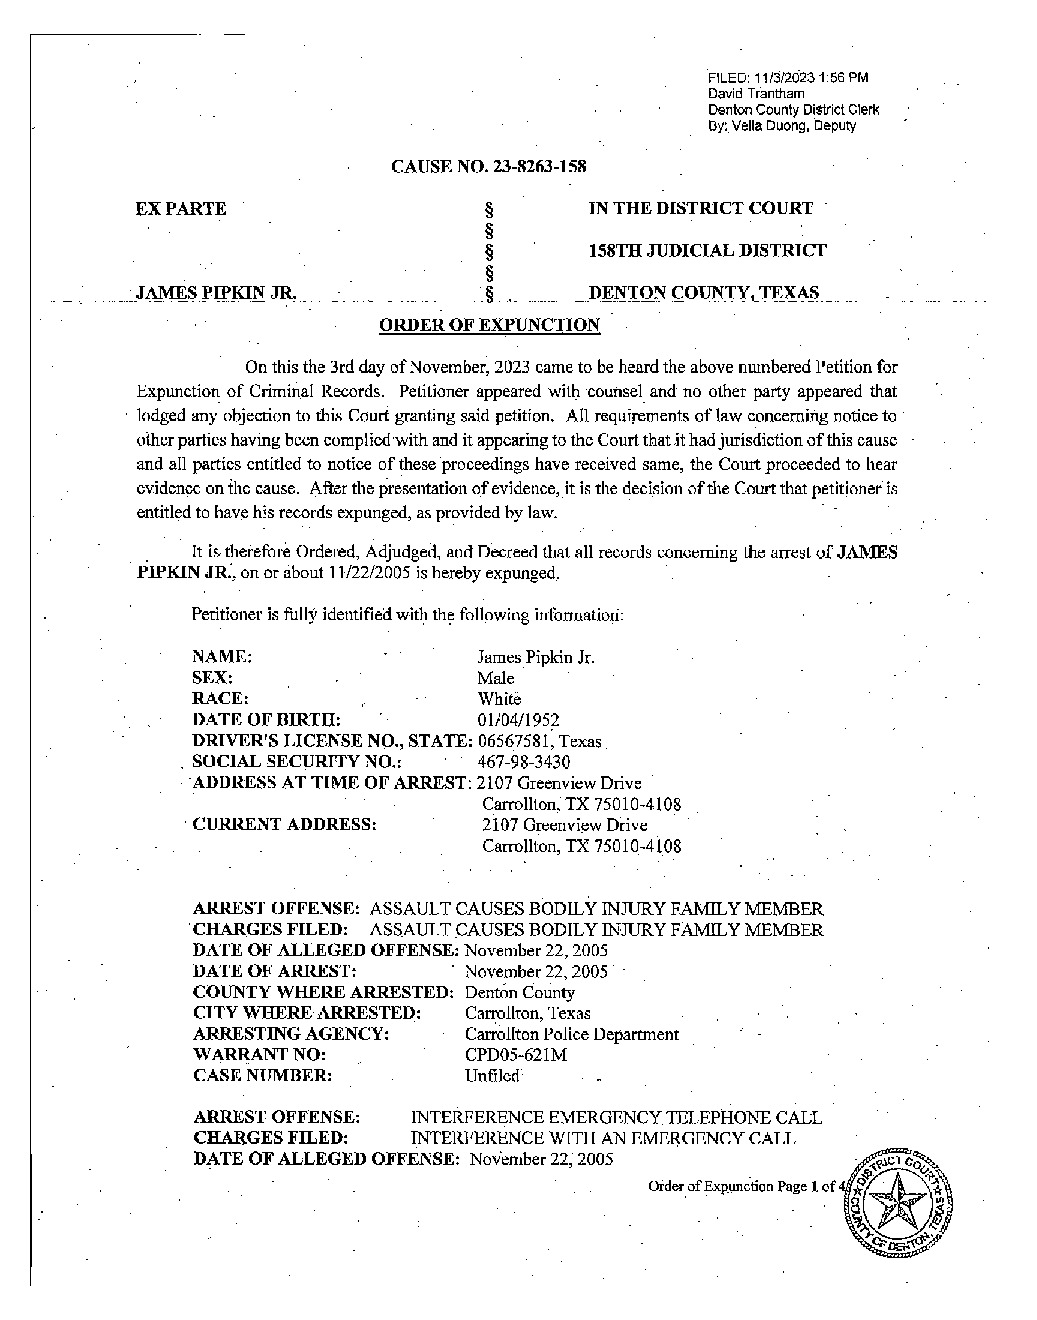 FILED: 11/3/2023 1:56 PM
David Trantham
Denton County District Clerk
By: Vella Duong, Deputy
CAUSE NO. 23-8263-158
EX PARTE § IN THE DISTRICT COURT
§
§ 158TH JUDICIAL DISTRICT
§
JAMES PIPKIN JR. § DENTON COUNTY, TEXAS
ORDER OF EXPUNCTION
On this the 3rd day of November, 2023 came to be heard the above numbered Petition for
Expunction of Criminal Records. Petitioner appeared with counsel and no other party appeared that
lodged any objection to this Court granting said petition. All requirements of law concerning notice to
other parties having been complied with and it appearing to the Court that it had jurisdiction of this cause
and all parties entitled to notice of these proceedings have received same, the Court proceeded to hear
evidence on the cause. After the presentation of evidence, it is the decision of the Court that petitioner is
entitled to have his records expunged, as provided by law.
It is therefore Ordered, Adjudged, and Decreed that all records concerning the arrest of JAMES
PIPKIN JR., on or about 11/22/2005 is hereby expunged.
Petitioner is fully identified with the following information:
NAME: James Pipkin Jr.
SEX: Male
RACE: White
DATE OF BIRTH: 01/04/1952
DRIVER'S LICENSE NO., STATE: 06567581, Texas
SOCIAL SECURITY NO.: 467-98-3430
ADDRESS AT TIME OF ARREST: 2107 Greenview Drive
Carrollton, TX 75010-4108
CURRENT ADDRESS: 2107 Greenview Drive
Carrollton, TX 75010-4108
ARREST OFFENSE: ASSAULT CAUSES BODILY INJURY FAMILY MEMBER
CHARGES FILED: ASSAULT CAUSES BODILY INJURY FAMILY MEMBER
DATE OF ALLEGED OFFENSE: November 22, 2005
DATE OF ARREST: November 22, 2005
COUNTY WHERE ARRESTED: Denton County
CITY WHERE ARRESTED: Carrollton, Texas
ARRESTING AGENCY: Carrollton Police Department
WARRANT NO: CPD05-621M
CASE NUMBER: Unfiled
ARREST OFFENSE: INTERFERENCE EMERGENCY TELEPHONE CALL
CHARGES FILED: INTERFERENCE WITH AN EMERGENCY CALL
DATE OF ALLEGED OFFENSE: November 22, 2005
Order of Expunction Page 1 of 4
DISTRICT COURT
COUNTY OF DENTON, TEXAS